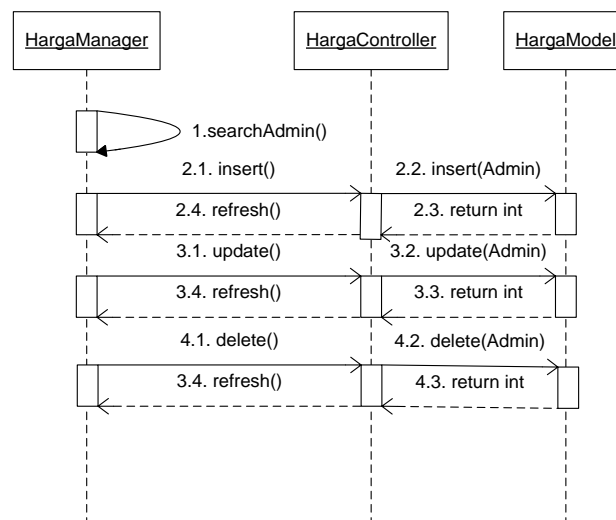 HargaManager
HargaController
HargaModel
1.searchAdmin()
2.1. insert()
2.2. insert(Admin)
2.4. refresh()
2.3. return int
3.1. update()
3.2. update(Admin)
3.4. refresh()
3.3. return int
4.1. delete()
4.2. delete(Admin)
3.4. refresh()
4.3. return int